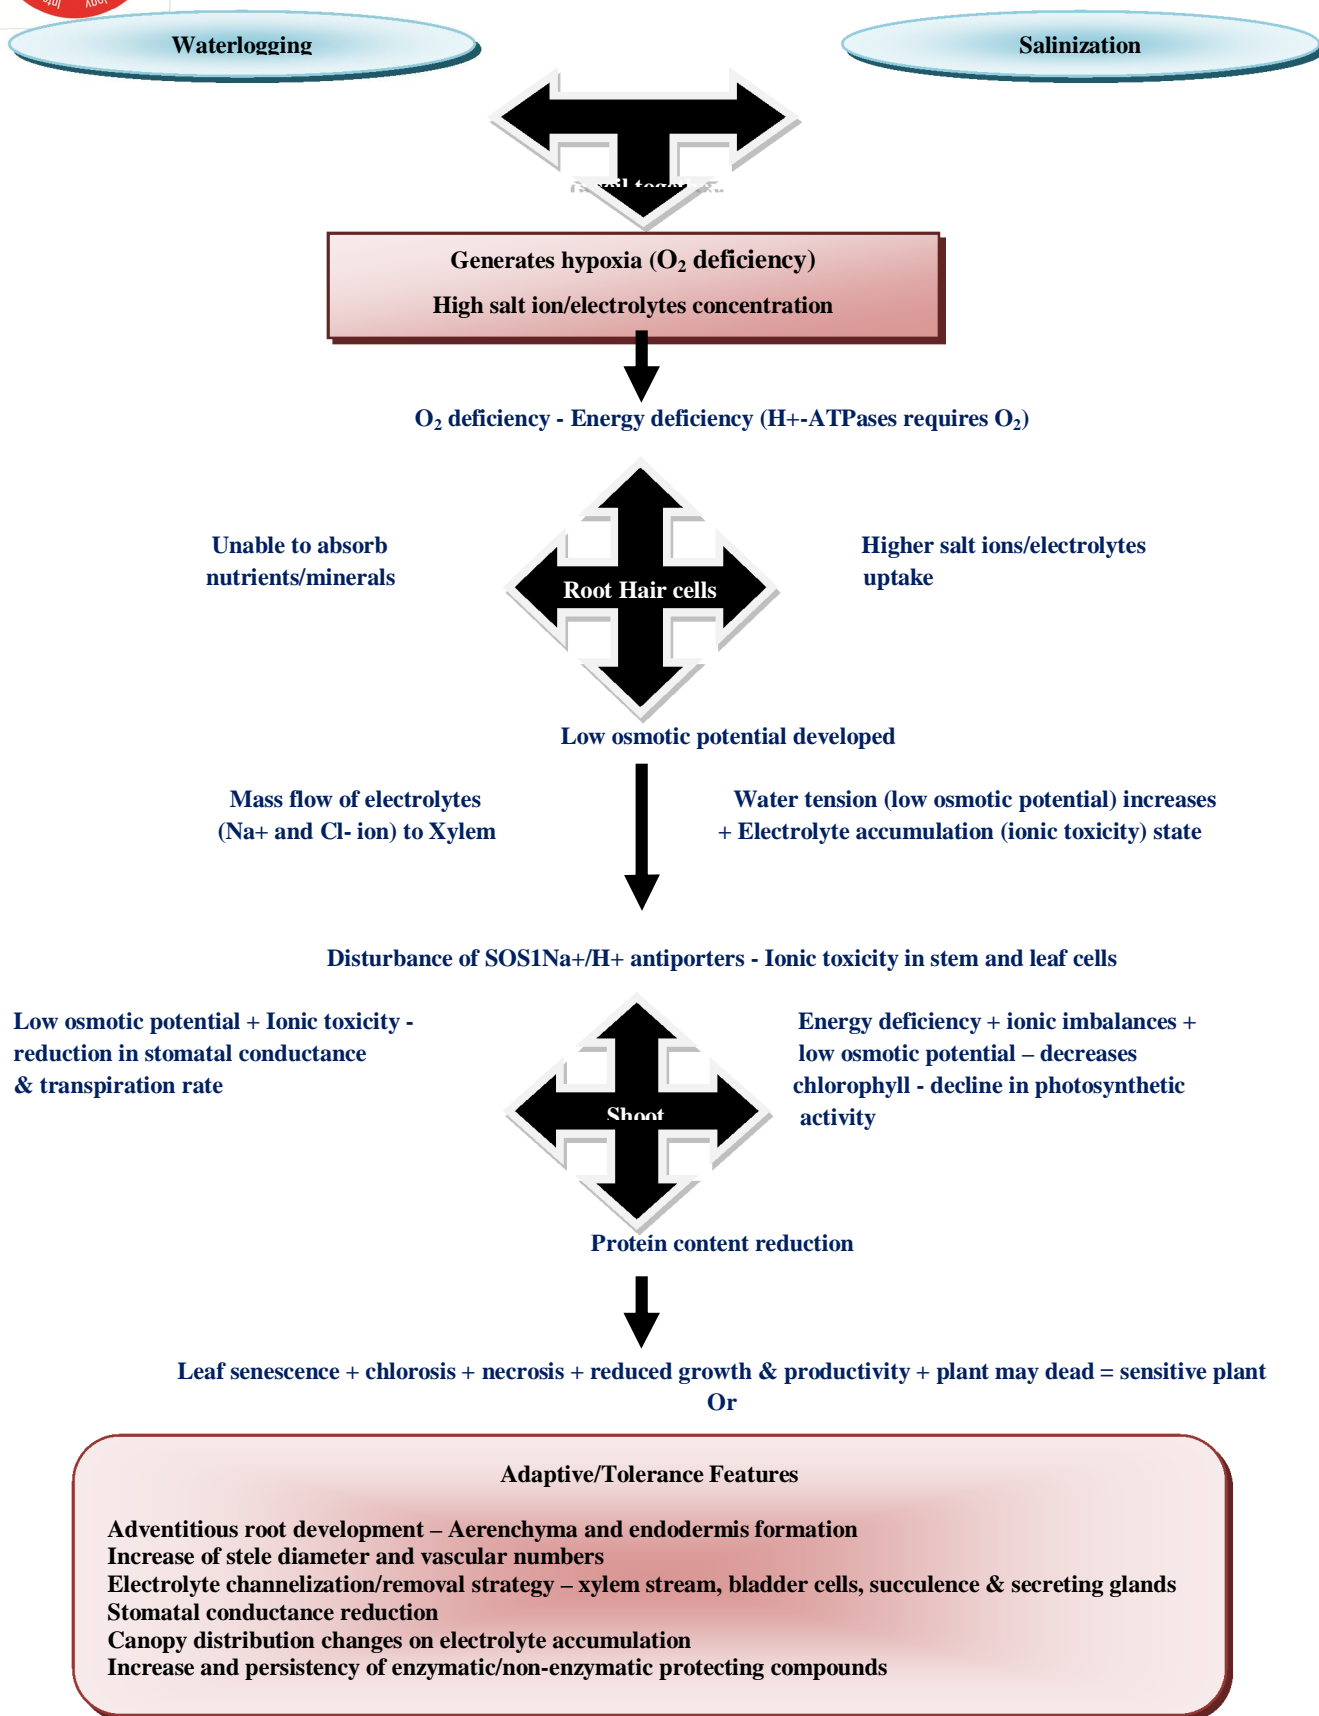 Waterlogging
Salinization
Generates hypoxia (O₂ deficiency)
High salt ion/electrolytes concentration
O₂ deficiency - Energy deficiency (H+-ATPases requires O₂)
Unable to absorb
nutrients/minerals
Higher salt ions/electrolytes
uptake
Root Hair cells
Low osmotic potential developed
Mass flow of electrolytes
(Na+ and Cl- ion) to Xylem
Water tension (low osmotic potential) increases
+ Electrolyte accumulation (ionic toxicity) state
Disturbance of SOS1Na+/H+ antiporters - Ionic toxicity in stem and leaf cells
Low osmotic potential + Ionic toxicity -
reduction in stomatal conductance
& transpiration rate
Energy deficiency + ionic imbalances +
low osmotic potential – decreases
chlorophyll - decline in photosynthetic
activity
Shoot
Protein content reduction
Leaf senescence + chlorosis + necrosis + reduced growth & productivity + plant may dead = sensitive plant
Or
Adaptive/Tolerance Features
Adventitious root development – Aerenchyma and endodermis formation
Increase of stele diameter and vascular numbers
Electrolyte channelization/removal strategy – xylem stream, bladder cells, succulence & secreting glands
Stomatal conductance reduction
Canopy distribution changes on electrolyte accumulation
Increase and persistency of enzymatic/non-enzymatic protecting compounds